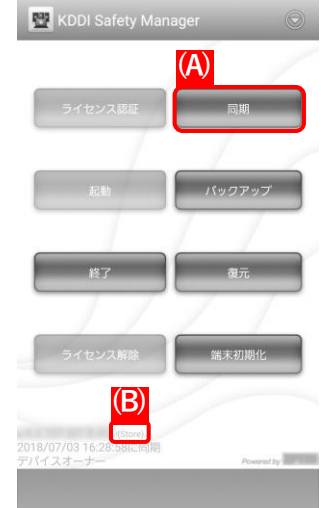 KDDI Safety Manager
(A)
ライセンス認証
同期
起動
バックアップ
終了
復元
ライセンス解除
端末初期化
(B)
(Store)
2018/07/03 16:28:58に同期
デバイスオーナー
Powered by